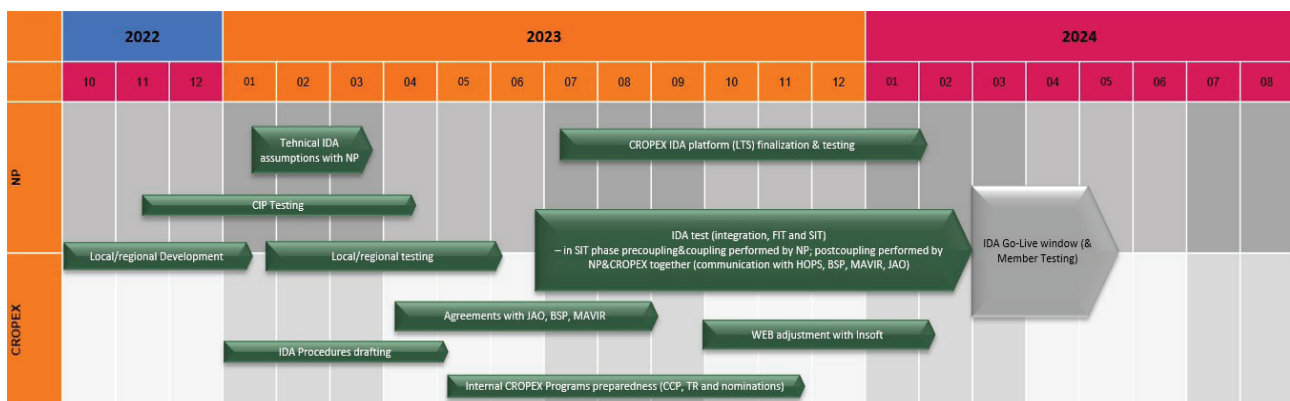 2022
2023
2024
10 11 12 01 02 03 04 05 06 07 08 09 10 11 12 01 02 03 04 05 06 07 08
NP
Tehnical IDA
assumptions with NP
CROPEX IDA platform (LTS) finalization & testing
CIP Testing
IDA test (integration, FIT and SIT)
– in SIT phase precoupling&coupling performed by NP; postcoupling performed by
NP&CROPEX together (communication with HOPS, BSP, MAVIR, JAO)
IDA Go-Live window (&
Member Testing)
Local/regional Development
Local/regional testing
CROPEX
Agreements with JAO, BSP, MAVIR
WEB adjustment with Insoft
IDA Procedures drafting
Internal CROPEX Programs preparedness (CCP, TR and nominations)